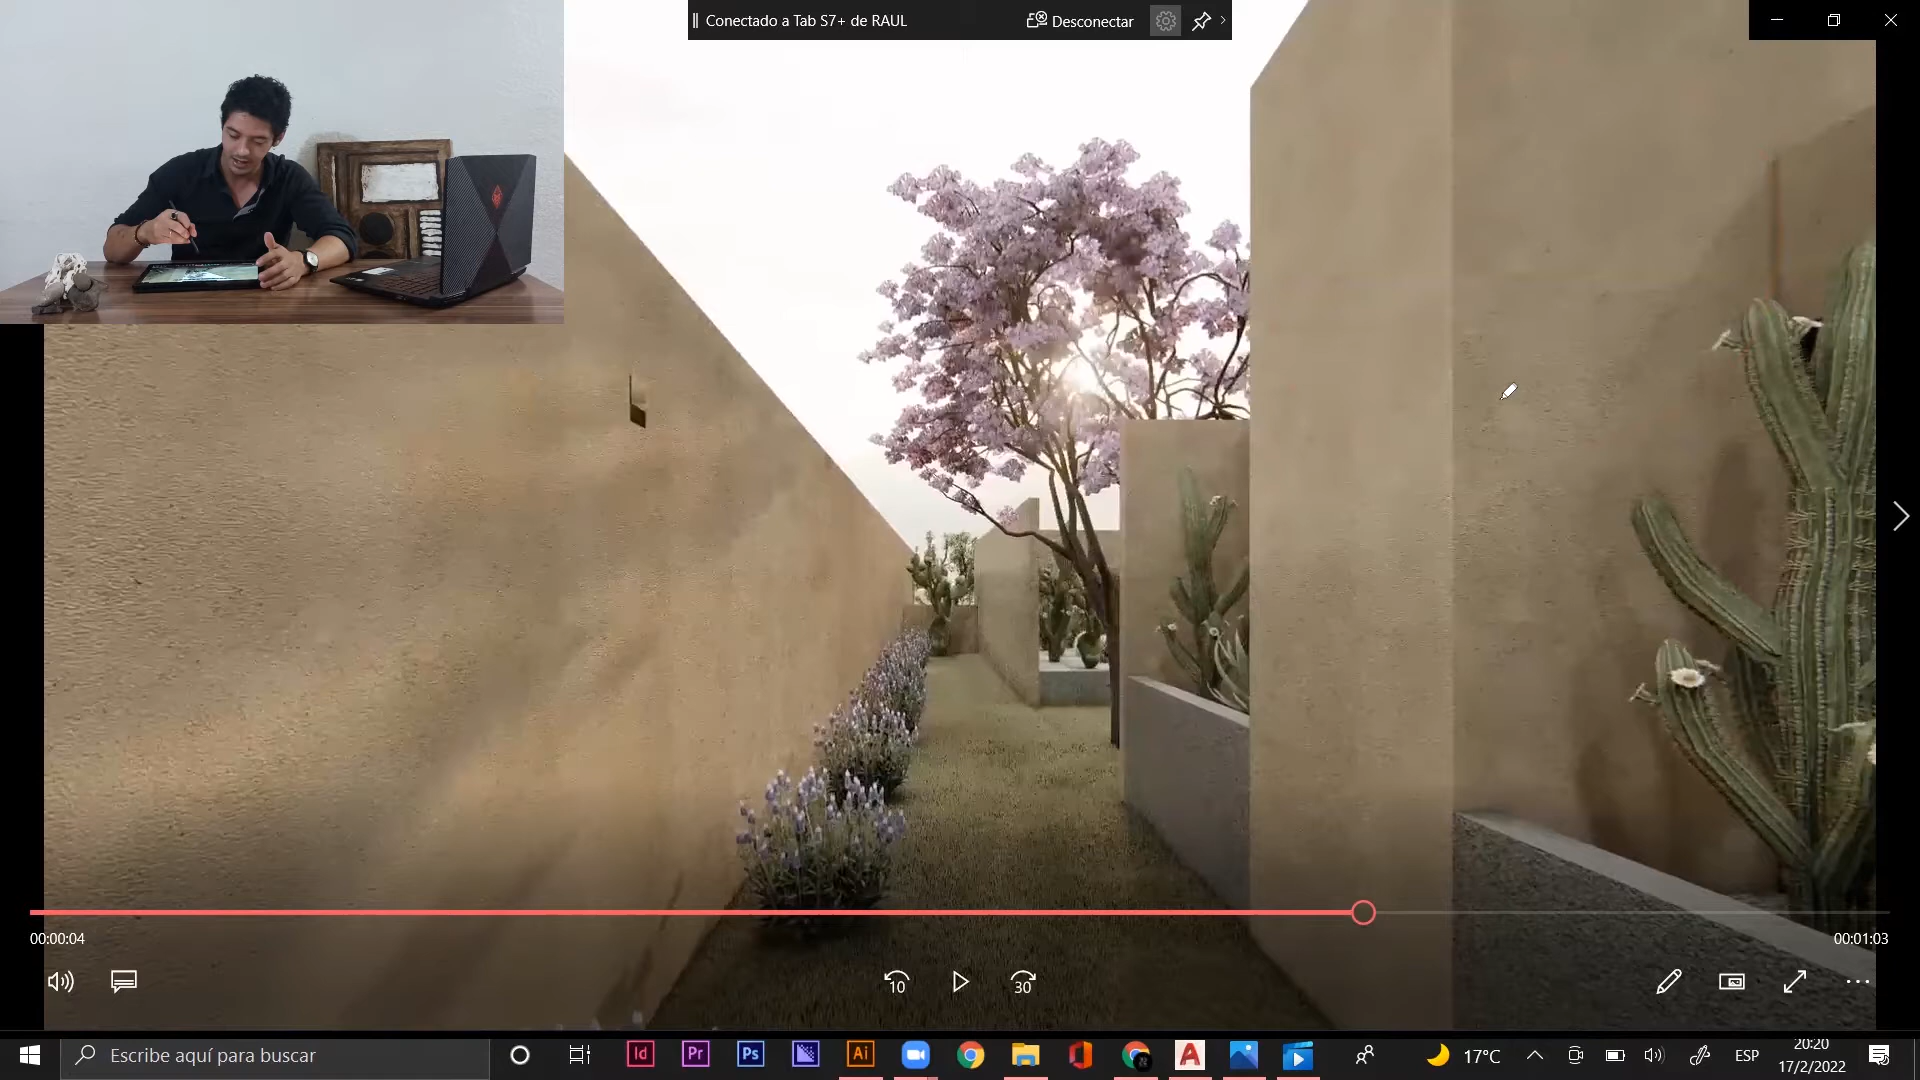 Conectado a Tab S7+ de RAUL
Desconectar
00:00:04
00:01:03
10
30
Escribe aquí para buscar
Id
Pr
Ps
Ai
17°C
ESP
20:20
17/2/2022